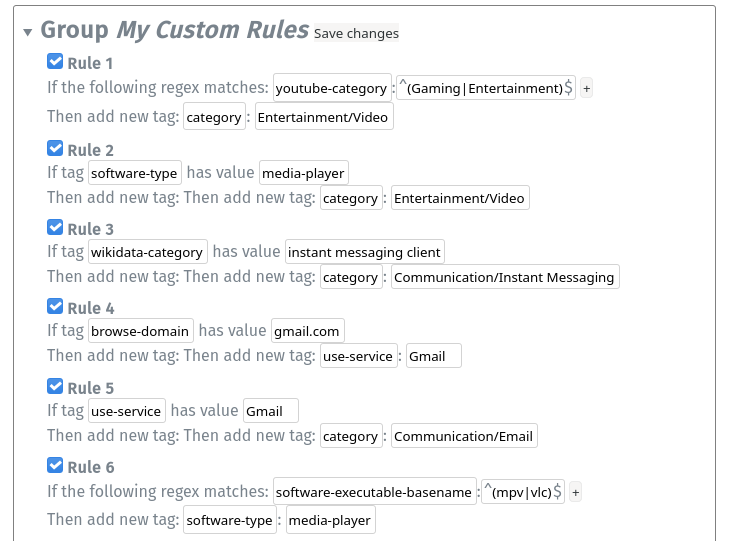 ▼ Group My Custom Rules Save changes
Rule 1
If the following regex matches: youtube-category : ^(Gaming|Entertainment)$ +
Then add new tag: category : Entertainment/Video
Rule 2
If tag software-type has value media-player
Then add new tag: Then add new tag: category : Entertainment/Video
Rule 3
If tag wikidata-category has value instant messaging client
Then add new tag: Then add new tag: category : Communication/Instant Messaging
Rule 4
If tag browse-domain has value gmail.com
Then add new tag: Then add new tag: use-service : Gmail
Rule 5
If tag use-service has value Gmail
Then add new tag: Then add new tag: category : Communication/Email
Rule 6
If the following regex matches: software-executable-basename : ^(mpv|vlc)$ +
Then add new tag: software-type : media-player